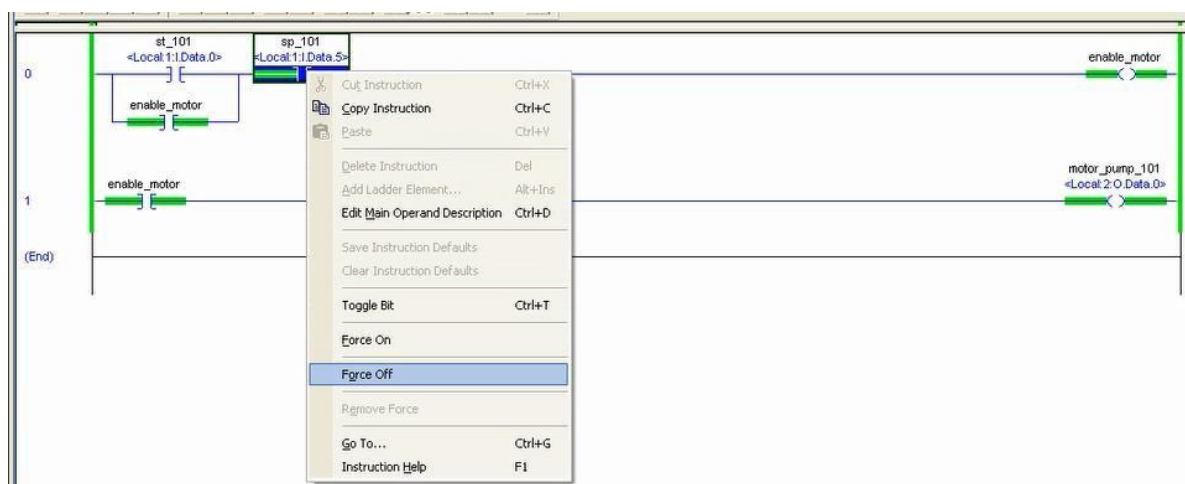 st_101
<Local:1:I.Data.0>
sp_101
<Local:1:I.Data.5>
enable_motor
0
enable_motor
Cut Instruction Ctrl+X
Copy Instruction Ctrl+C
Paste Ctrl+V
Delete Instruction Del
Add Ladder Element... Alt+Ins
Edit Main Operand Description Ctrl+D
Save Instruction Defaults
Clear Instruction Defaults
Toggle Bit Ctrl+T
Force On
Force Off
Remove Force
Go To... Ctrl+G
Instruction Help F1
enable_motor
motor_pump_101
<Local:2:O.Data.0>
1
(End)